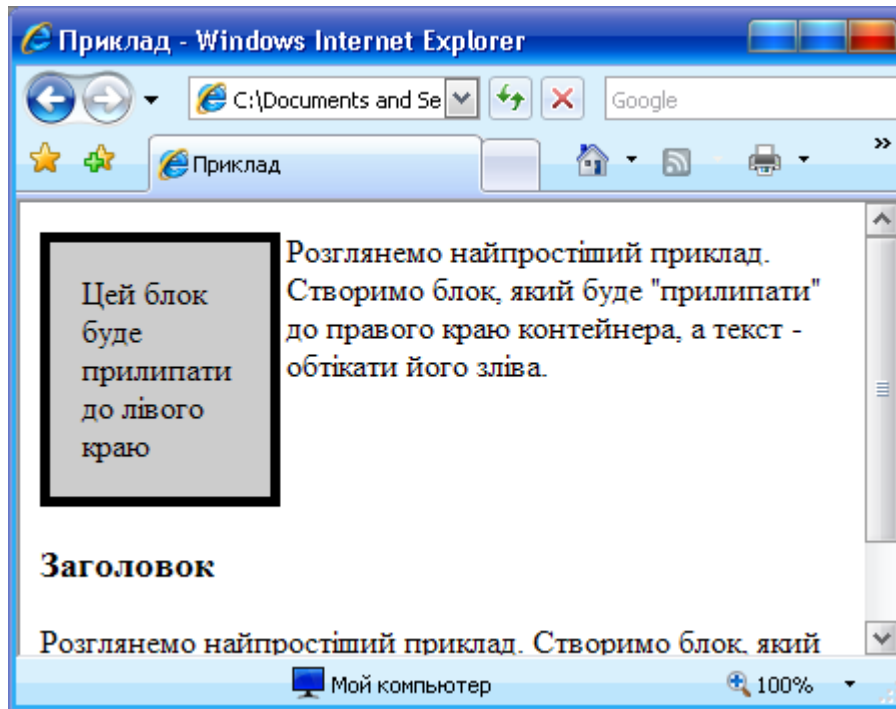 Приклад - Windows Internet Explorer
C:\Documents and Se
Google
Приклад
»
Цей блок
буде
прилипати
до лівого
краю
Розглянемо найпростіший приклад.
Створимо блок, який буде "прилипати"
до правого краю контейнера, а текст -
обтікати його зліва.
Заголовок
Розглянемо найпростіший приклад. Створимо блок, який
Мой компьютер
100%